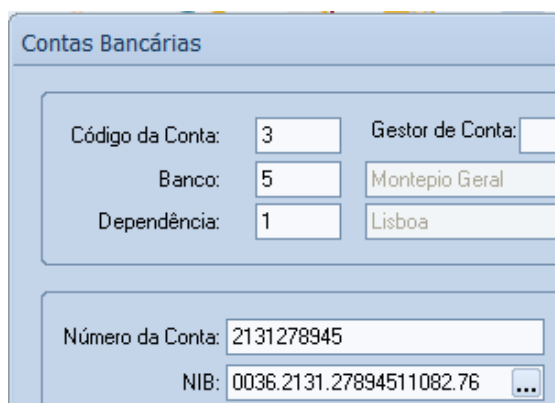 Contas Bancárias
Código da Conta: 3 Gestor de Conta:
Banco: 5 Montepio Geral
Dependência: 1 Lisboa
Número da Conta: 2131278945
NIB: 0036.2131.27894511082.76 ...